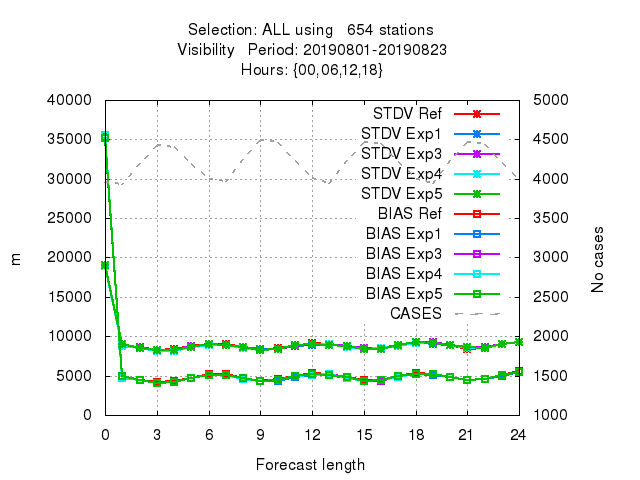 Selection: ALL using   654 stations
Visibility   Period: 20190801-20190823
Hours: {00,06,12,18}
40000
35000
30000
25000
20000
15000
10000
5000
0
m
5000
4500
4000
3500
3000
2500
2000
1500
1000
No cases
STDV Ref
STDV Exp1
STDV Exp3
STDV Exp4
STDV Exp5
BIAS Ref
BIAS Exp1
BIAS Exp3
BIAS Exp4
BIAS Exp5
CASES
0 3 6 9 12 15 18 21 24
Forecast length